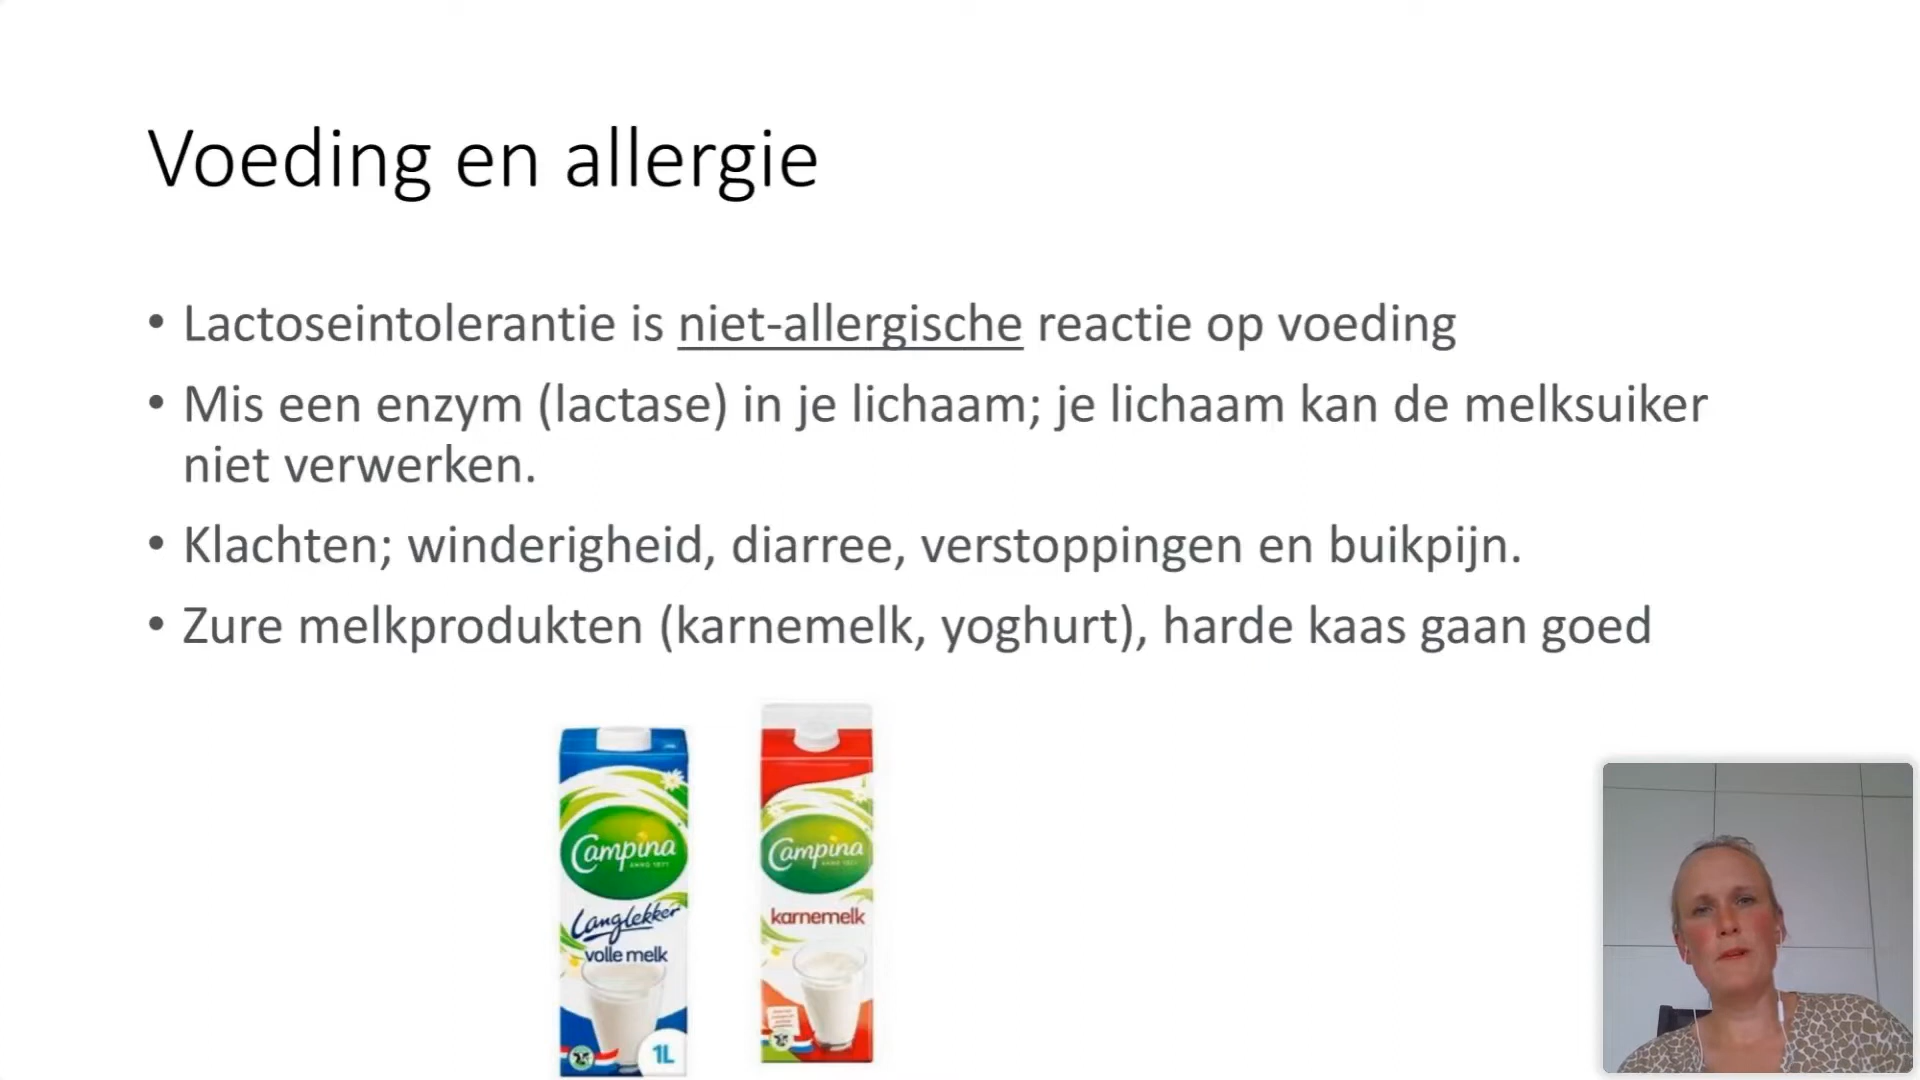 Voeding en allergie
• Lactoseintolerantie is niet-allergische reactie op voeding
• Mis een enzym (lactase) in je lichaam; je lichaam kan de melksuiker
niet verwerken.
• Klachten; winderigheid, diarree, verstoppingen en buikpijn.
• Zure melkprodukten (karnemelk, yoghurt), harde kaas gaan goed
Campina
ANNO 1871
Langlekker
volle melk
1L
Campina
karnemelk